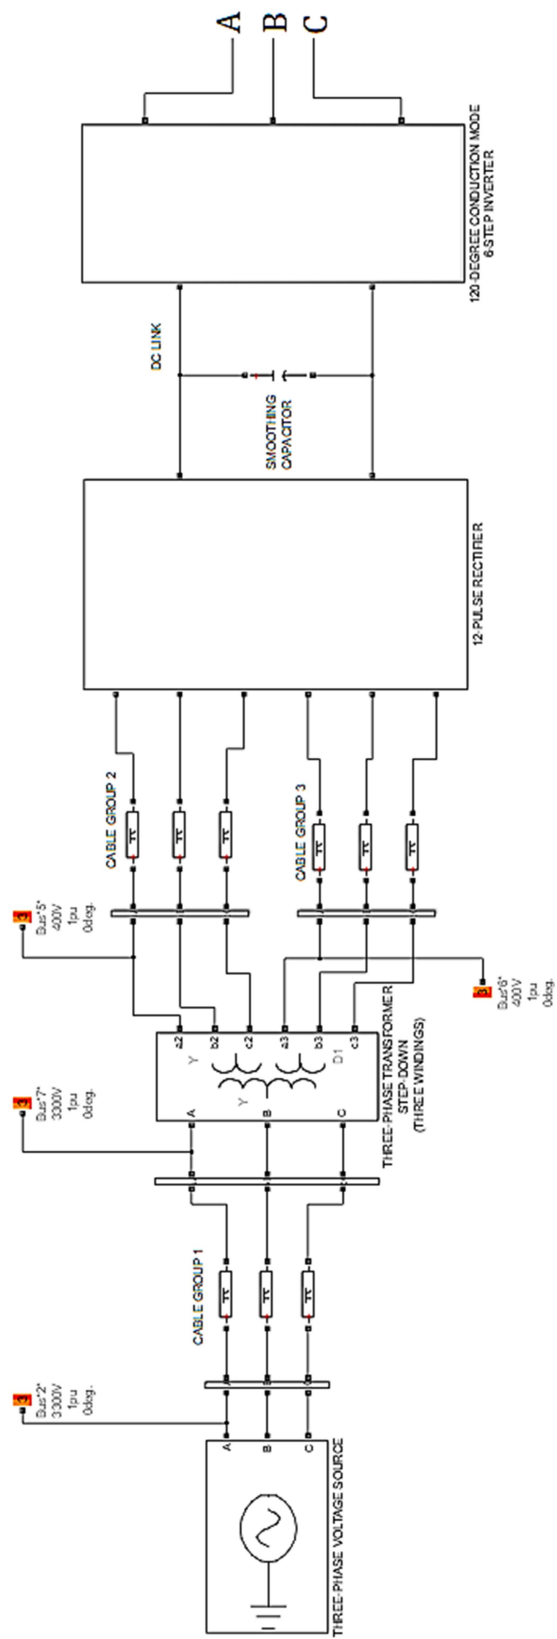 Bus"2"
3300V
1pu
0deg.
THREE-PHASE VOLTAGE SOURCE
A
B
C
CABLE GROUP 1
Bus"7"
3300V
1pu
0deg.
A
B
C
Y
Y
D1
a2
b2
c2
a3
b3
c3
THREE-PHASE TRANSFORMER
STEP-DOWN
(THREE WINDINGS)
Bus"5"
400V
1pu
0deg.
Bus"6"
400V
1pu
0deg.
CABLE GROUP 2
CABLE GROUP 3
12-PULSE RECTIFIER
DC LINK
SMOOTHING
CAPACITOR
120-DEGREE CONDUCTION MODE
6-STEP INVERTER
A
B
C